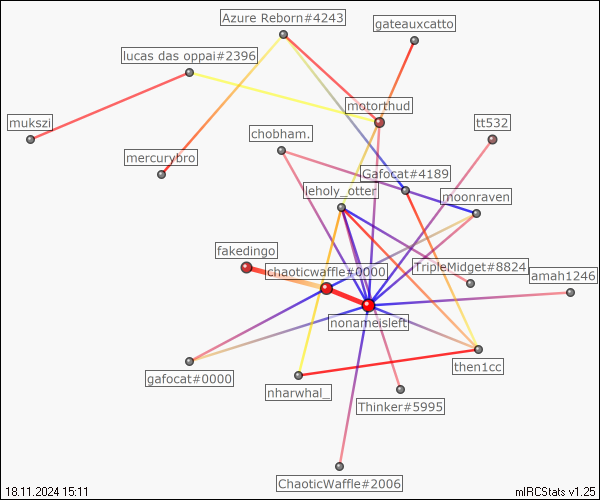 Azure Reborn#4243
gateauxcatto
lucas das oppai#2396
motorthud
mukszi
chobham.
tt532
mercurybro
Gafocat#4189
leholy_otter
moonraven
fakedingo
chaoticwaffle#0000
TripleMidget#8824
amah1246
nonameisleft
then1cc
gafocat#0000
nharwhal_
Thinker#5995
ChaoticWaffle#2006
18.11.2024 15:11
mIRCStats v1.25